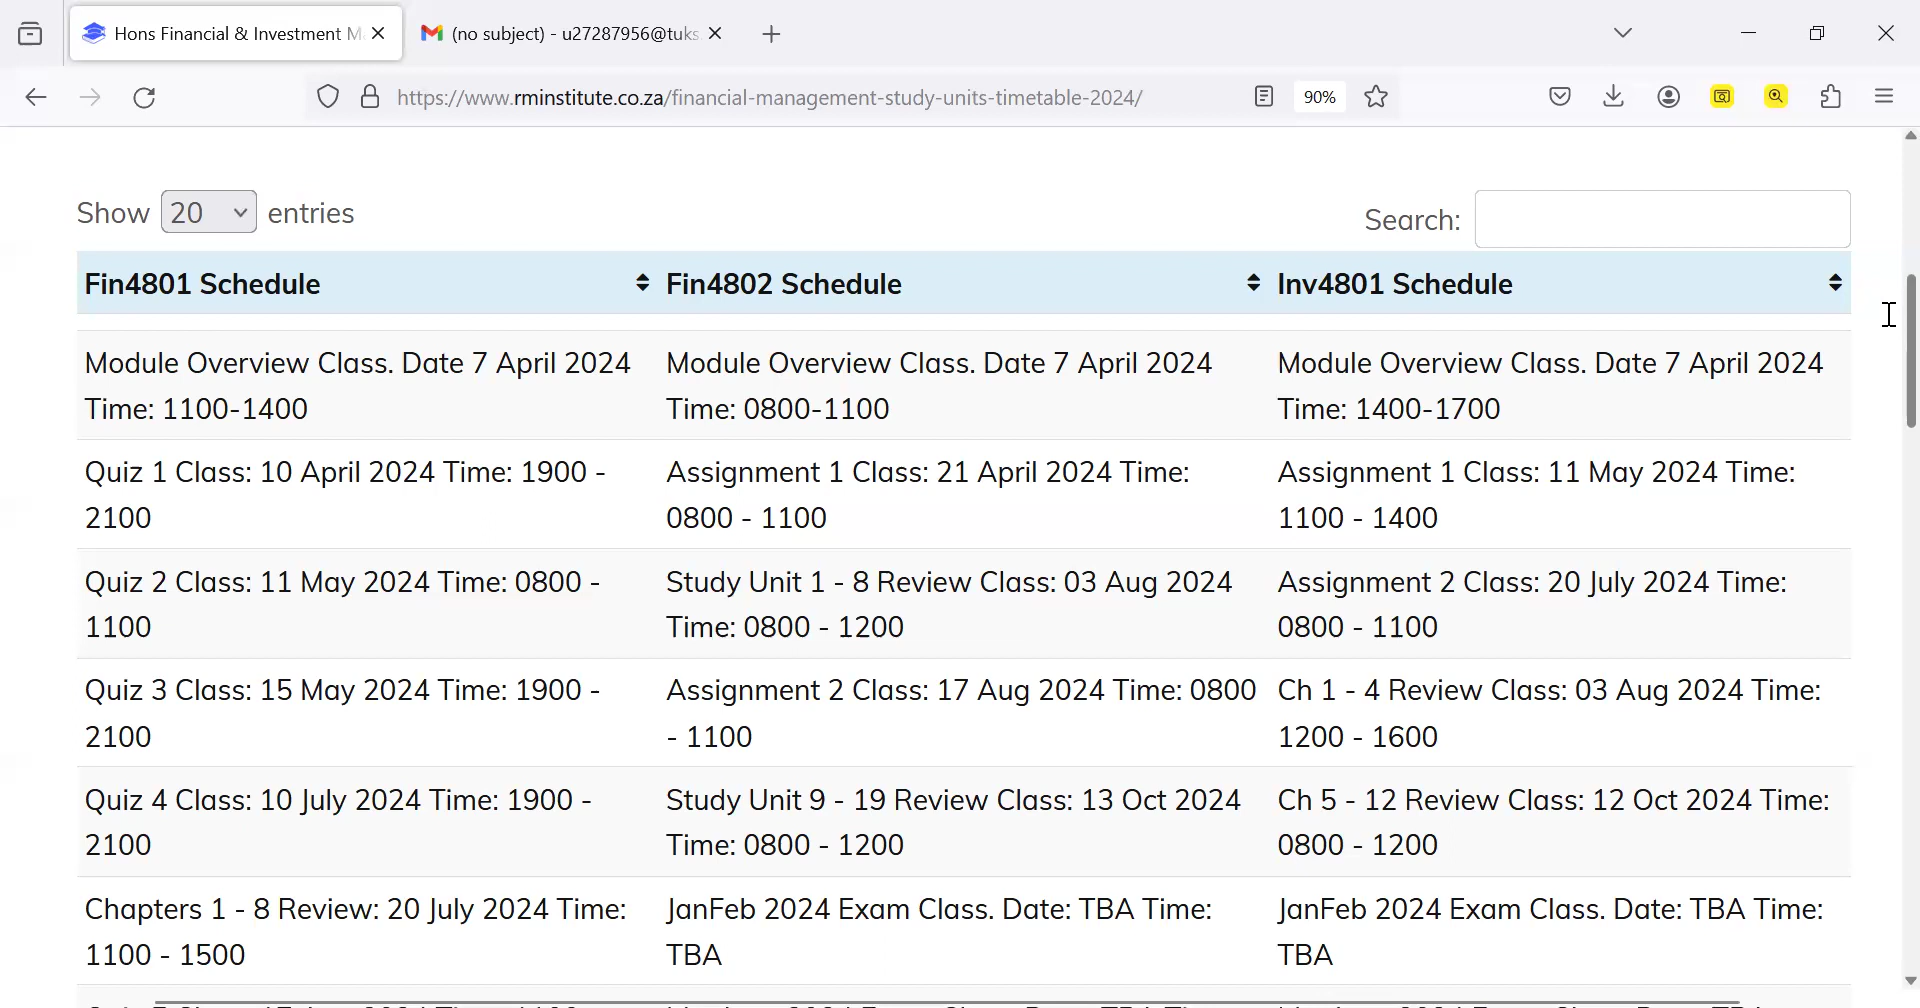 Hons Financial & Investment M
(no subject) - u27287956@tuks
https://www.rminstitute.co.za/financial-management-study-units-timetable-2024/
90%
Show 20 entries
Search:
Fin4801 Schedule
Fin4802 Schedule
Inv4801 Schedule
Module Overview Class. Date 7 April 2024
Time: 1100-1400
Module Overview Class. Date 7 April 2024
Time: 0800-1100
Module Overview Class. Date 7 April 2024
Time: 1400-1700
Quiz 1 Class: 10 April 2024 Time: 1900 -
2100
Assignment 1 Class: 21 April 2024 Time:
0800 - 1100
Assignment 1 Class: 11 May 2024 Time:
1100 - 1400
Quiz 2 Class: 11 May 2024 Time: 0800 -
1100
Study Unit 1 - 8 Review Class: 03 Aug 2024
Time: 0800 - 1200
Assignment 2 Class: 20 July 2024 Time:
0800 - 1100
Quiz 3 Class: 15 May 2024 Time: 1900 -
2100
Assignment 2 Class: 17 Aug 2024 Time: 0800
- 1100
Ch 1 - 4 Review Class: 03 Aug 2024 Time:
1200 - 1600
Quiz 4 Class: 10 July 2024 Time: 1900 -
2100
Study Unit 9 - 19 Review Class: 13 Oct 2024
Time: 0800 - 1200
Ch 5 - 12 Review Class: 12 Oct 2024 Time:
0800 - 1200
Chapters 1 - 8 Review: 20 July 2024 Time:
1100 - 1500
JanFeb 2024 Exam Class. Date: TBA Time:
TBA
JanFeb 2024 Exam Class. Date: TBA Time:
TBA